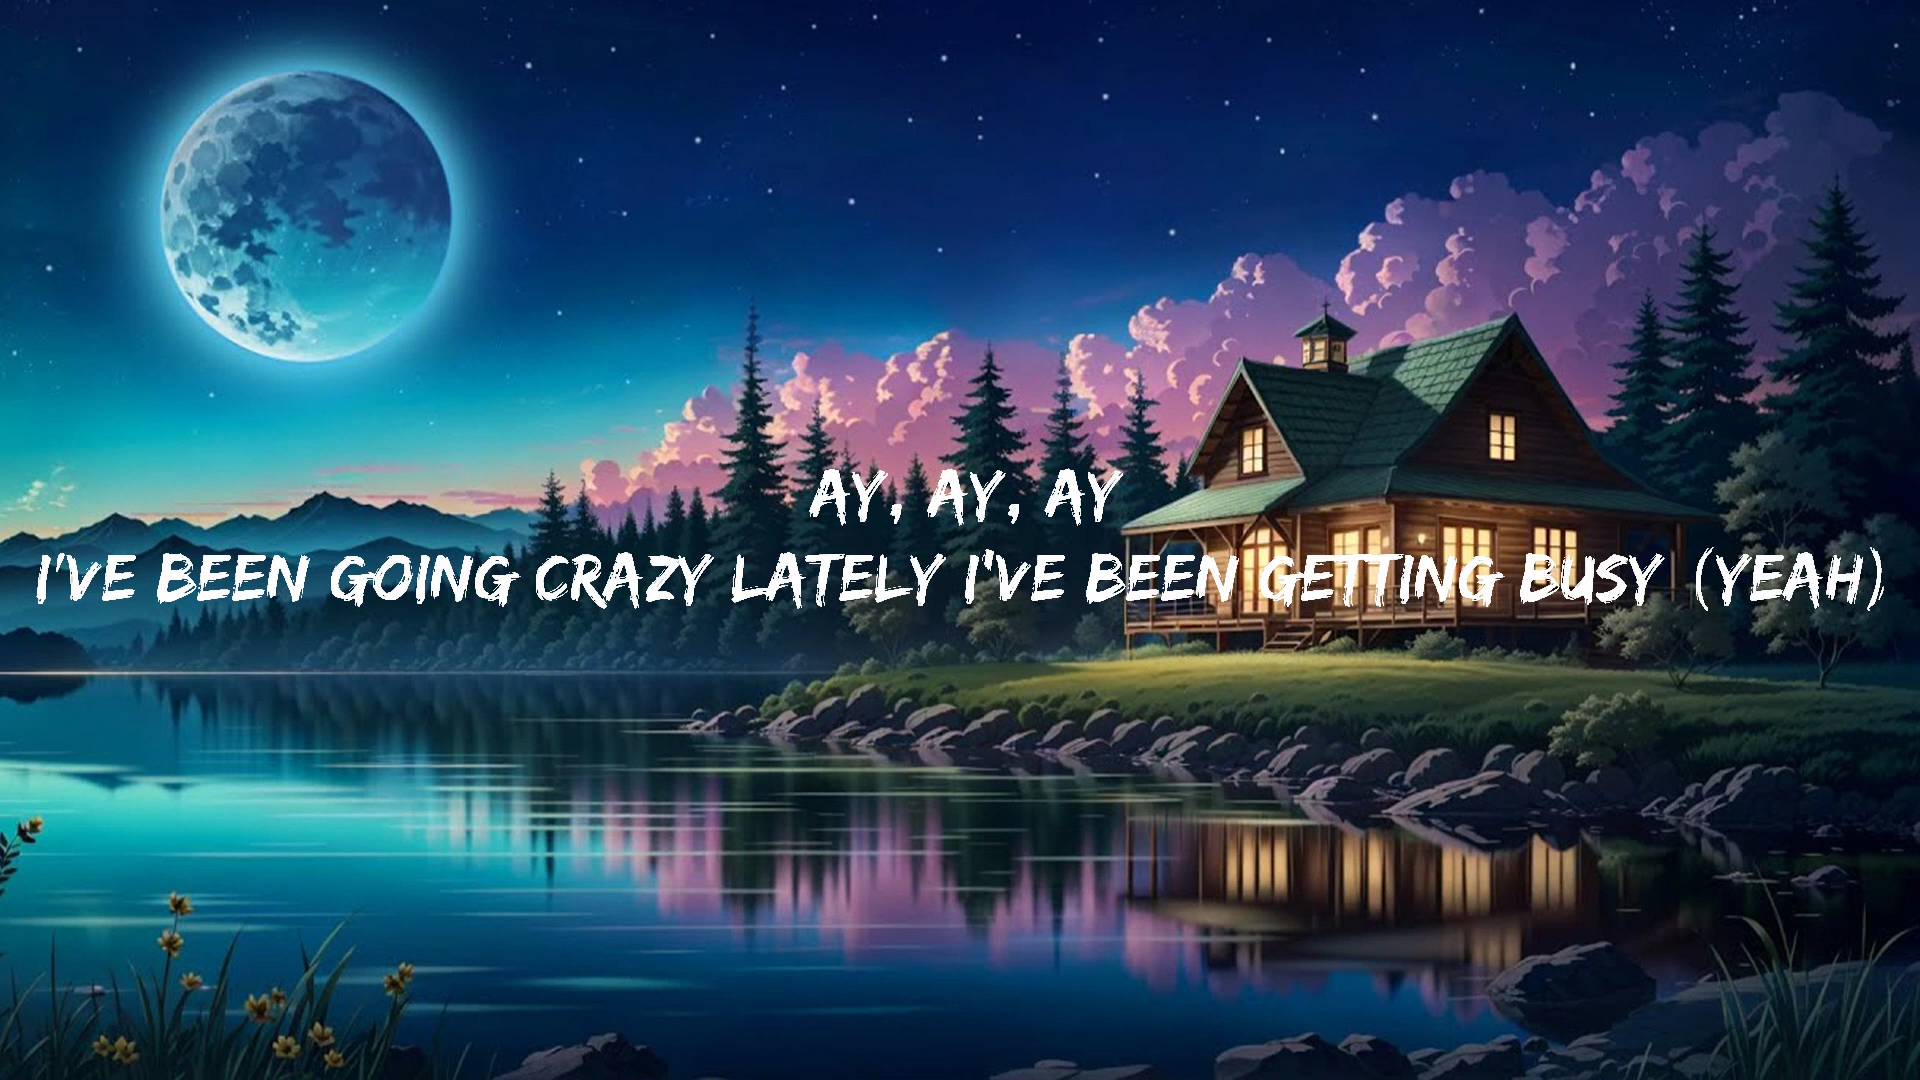 AY, AY, AY
I'VE BEEN GOING CRAZY LATELY I'VE BEEN GETTING BUSY (YEAH)